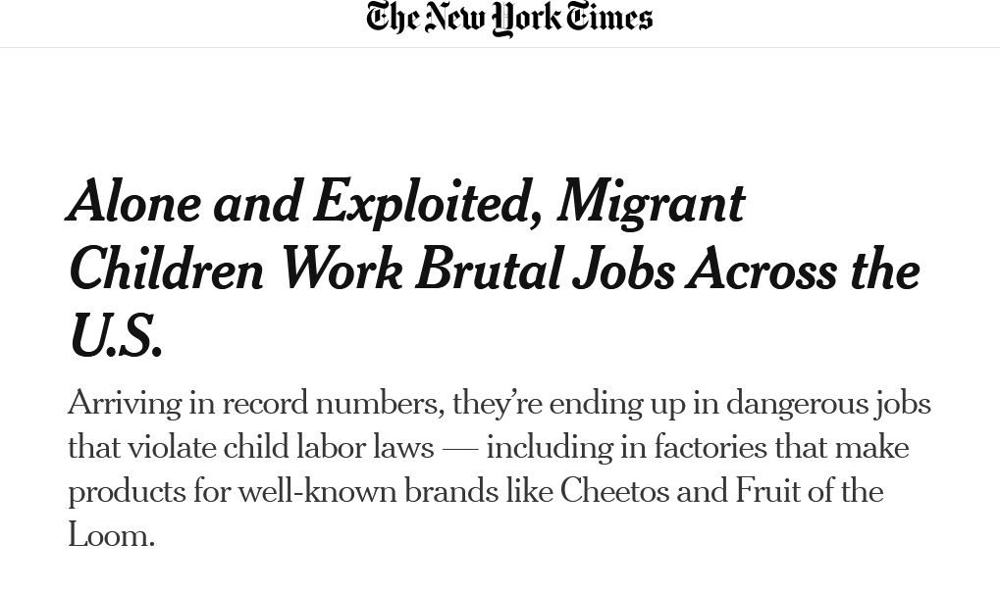 The New York Times
Alone and Exploited, Migrant
Children Work Brutal Jobs Across the
U.S.
Arriving in record numbers, they’re ending up in dangerous jobs
that violate child labor laws — including in factories that make
products for well-known brands like Cheetos and Fruit of the
Loom.